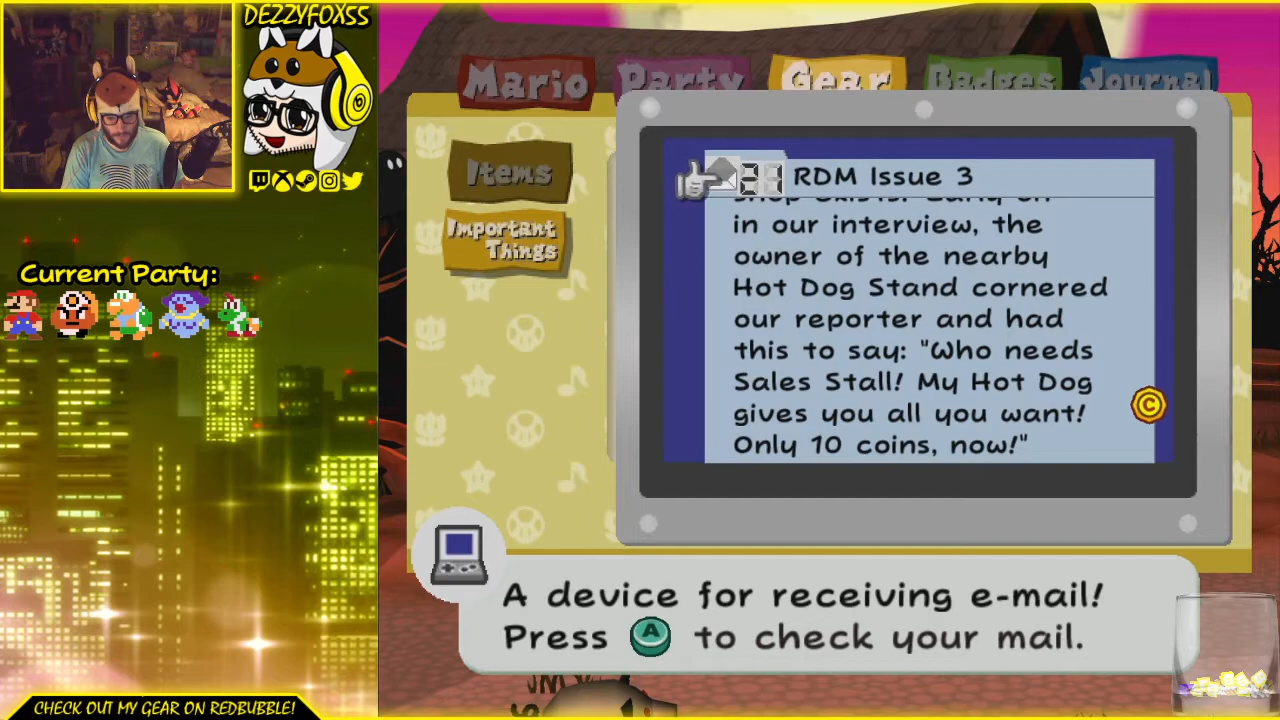 DEZZYFOX55
Current Party:
CHECK OUT MY GEAR ON REDBUBBLE!
Mario
Party
Gear
Badges
Journal
Items
Important
Things
21 RDM Issue 3
in our interview, the
owner of the nearby
Hot Dog Stand cornered
our reporter and had
this to say: "Who needs
Sales Stall! My Hot Dog
gives you all you want!
Only 10 coins, now!"
A device for receiving e-mail!
Press A to check your mail.